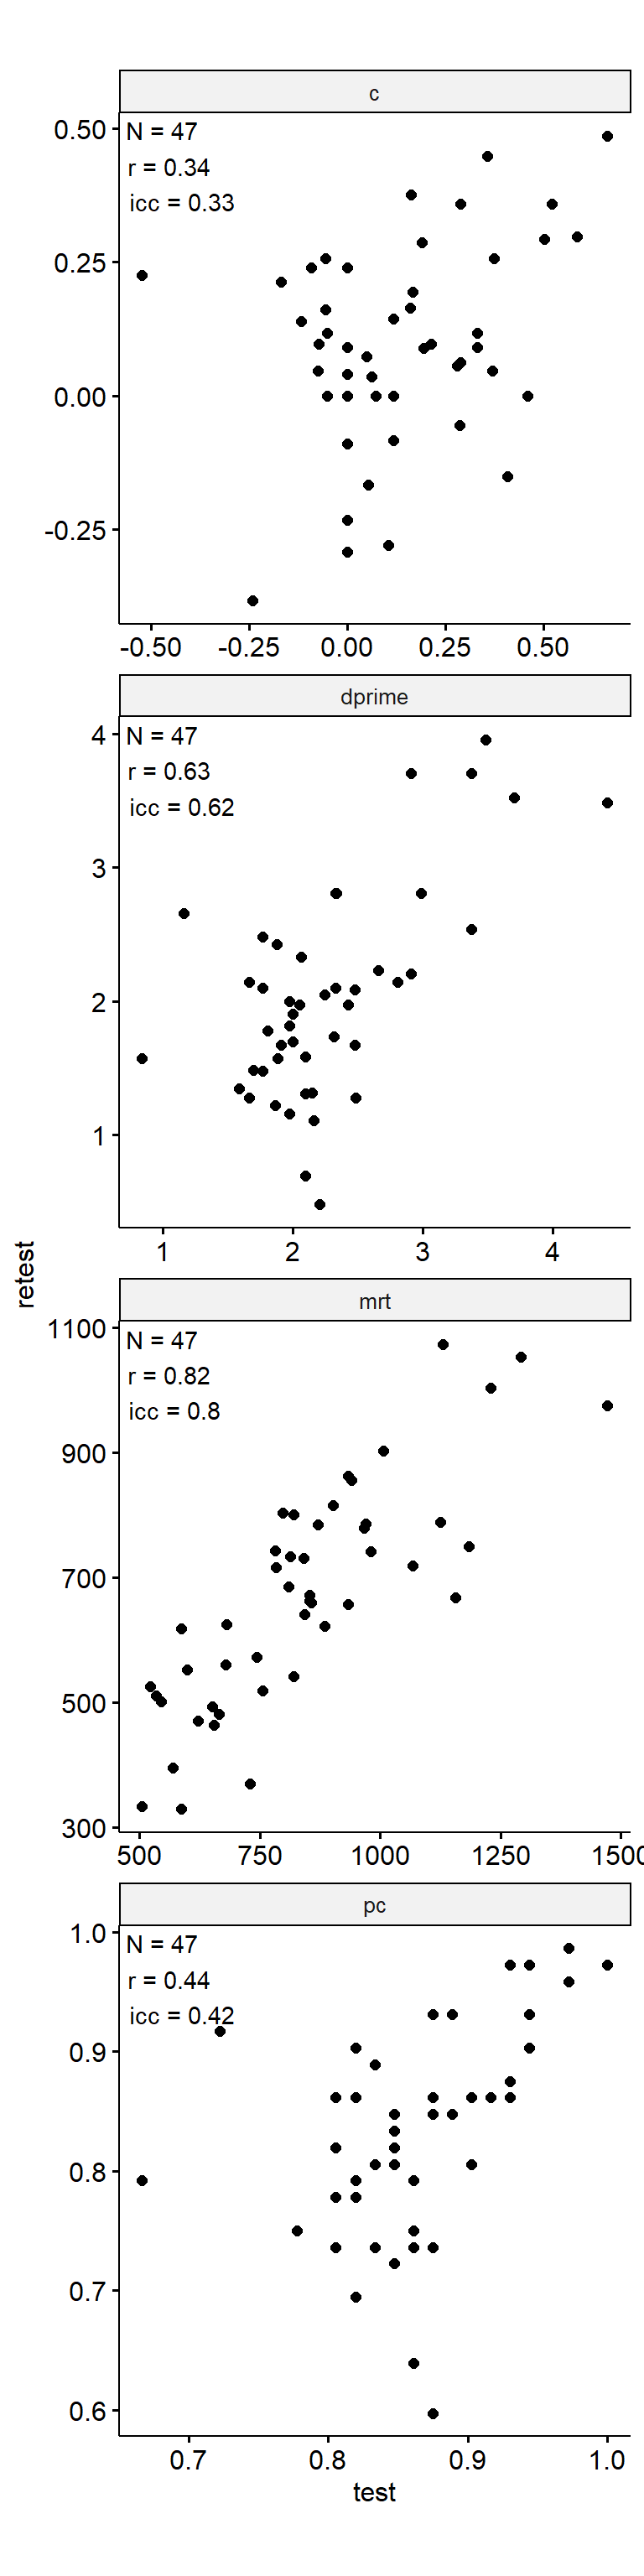 c
0.50
N = 47
r = 0.34
icc = 0.33
0.25
0.00
-0.25
-0.50 -0.25 0.00 0.25 0.50
dprime
4
N = 47
r = 0.63
icc = 0.62
3
2
1
1 2 3 4
retest
mrt
1100
N = 47
r = 0.82
icc = 0.8
900
700
500
300
500 750 1000 1250 1500
pc
1.0
N = 47
r = 0.44
icc = 0.42
0.9
0.8
0.7
0.6
0.7 0.8 0.9 1.0
test